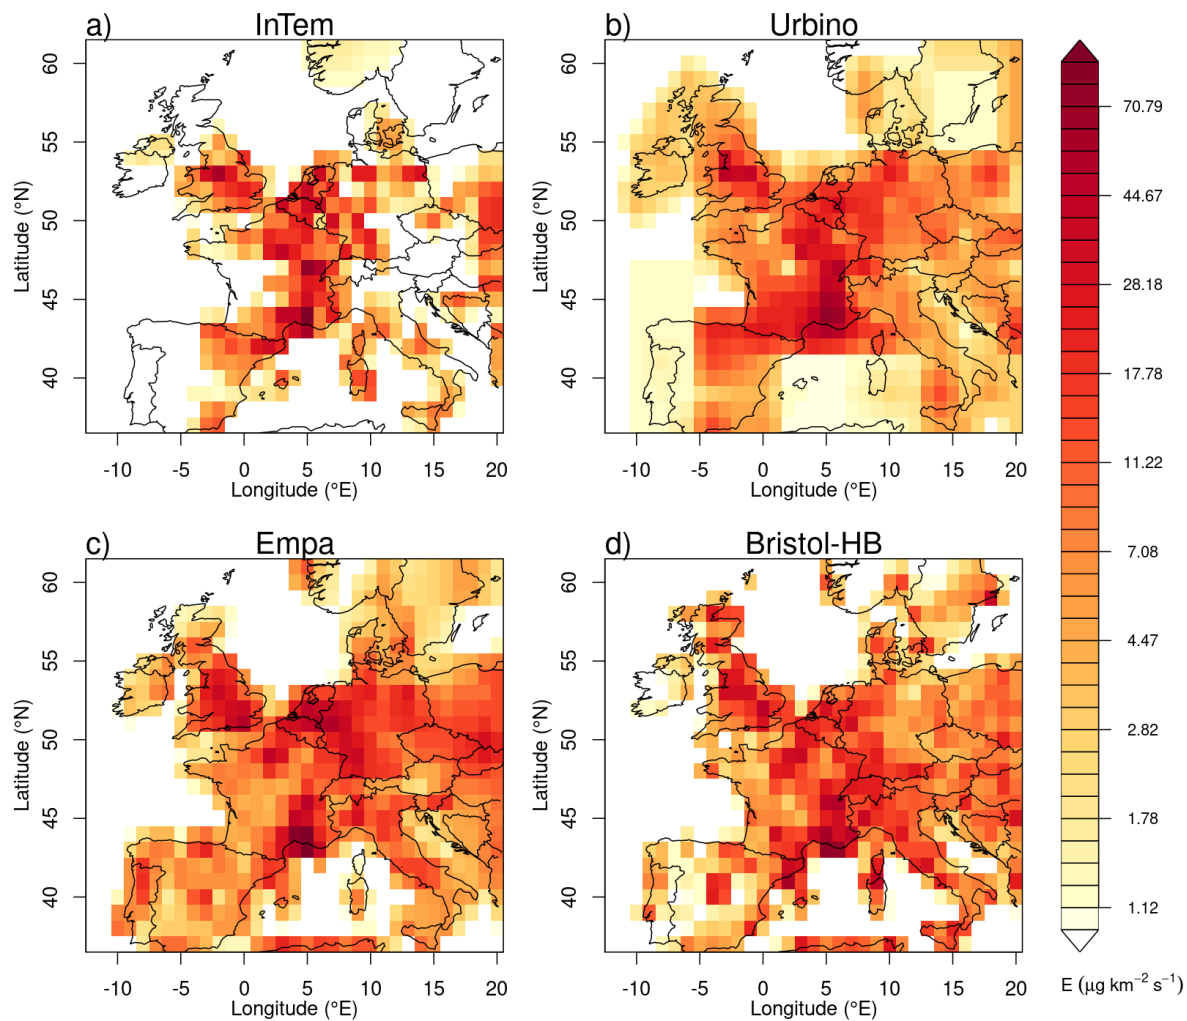 a) InTem
b) Urbino
60
55
50
45
40
Latitude (°N)
-10 -5 0 5 10 15 20
Longitude (°E)
60
55
50
45
40
Latitude (°N)
-10 -5 0 5 10 15 20
Longitude (°E)
c) Empa
d) Bristol-HB
60
55
50
45
40
Latitude (°N)
-10 -5 0 5 10 15 20
Longitude (°E)
60
55
50
45
40
Latitude (°N)
-10 -5 0 5 10 15 20
Longitude (°E)
70.79
44.67
28.18
17.78
11.22
7.08
4.47
2.82
1.78
1.12
E (μg km⁻² s⁻¹)